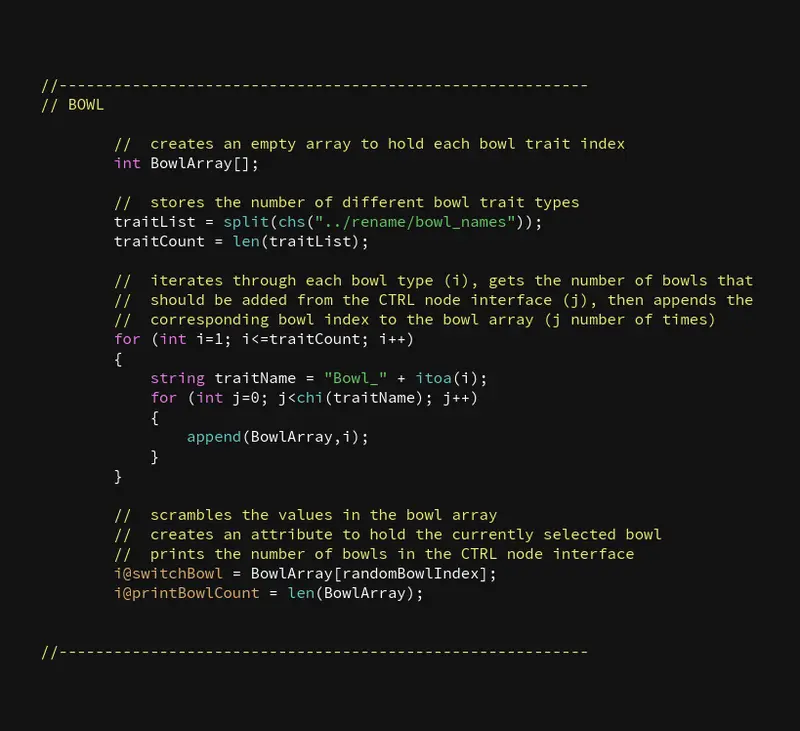 //----------------------------------------------------------
// BOWL
//  creates an empty array to hold each bowl trait index
int BowlArray[];
//  stores the number of different bowl trait types
traitList = split(chs("../rename/bowl_names"));
traitCount = len(traitList);
//  iterates through each bowl type (i), gets the number of bowls that
//  should be added from the CTRL node interface (j), then appends the
//  corresponding bowl index to the bowl array (j number of times)
for (int i=1; i<=traitCount; i++)
{
string traitName = "Bowl_" + itoa(i);
for (int j=0; j<chi(traitName); j++)
{
append(BowlArray,i);
}
}
//  scrambles the values in the bowl array
//  creates an attribute to hold the currently selected bowl
//  prints the number of bowls in the CTRL node interface
i@switchBowl = BowlArray[randomBowlIndex];
i@printBowlCount = len(BowlArray);
//----------------------------------------------------------